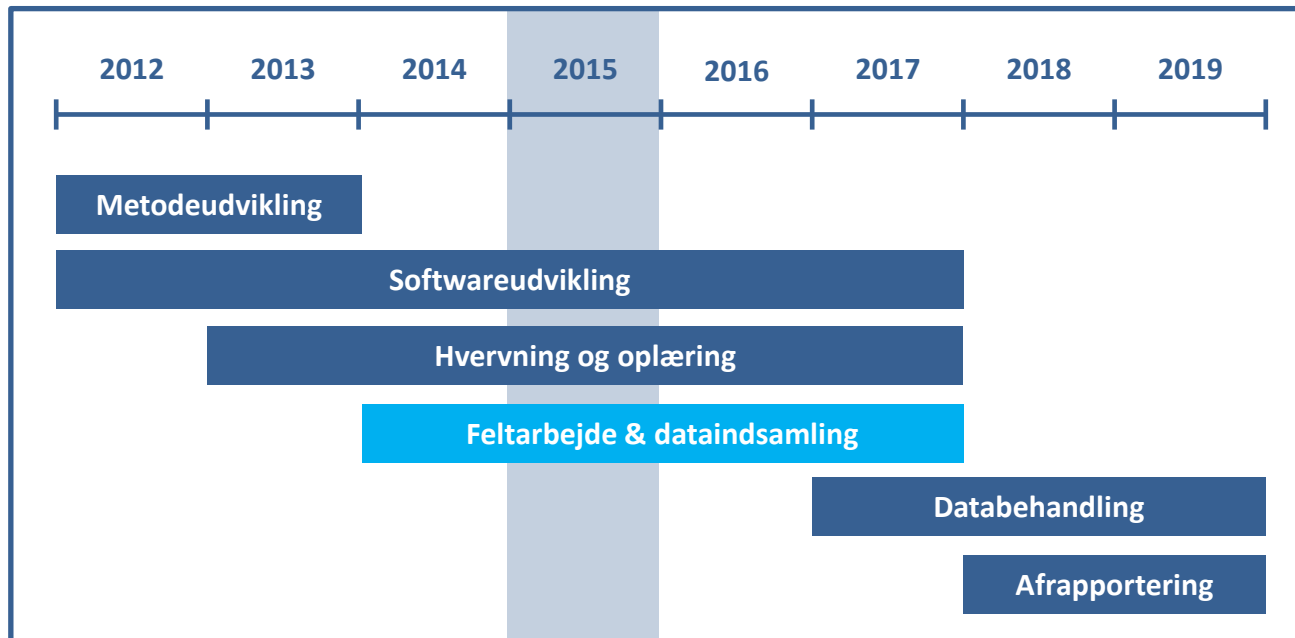 2012 2013 2014 2015 2016 2017 2018 2019
Metodeudvikling
Softwareudvikling
Hvervning og oplæring
Feltarbejde & dataindsamling
Databehandling
Afrapportering